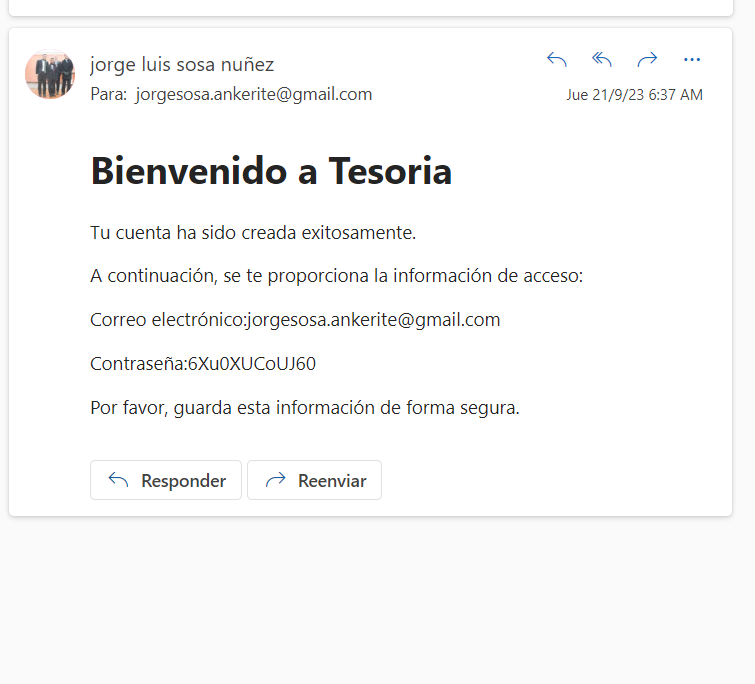 jorge luis sosa nuñez
Para: jorgesosa.ankerite@gmail.com
Jue 21/9/23 6:37 AM
Bienvenido a Tesoria
Tu cuenta ha sido creada exitosamente.
A continuación, se te proporciona la información de acceso:
Correo electrónico:jorgesosa.ankerite@gmail.com
Contraseña:6Xu0XUCoUJ60
Por favor, guarda esta información de forma segura.
Responder
Reenviar